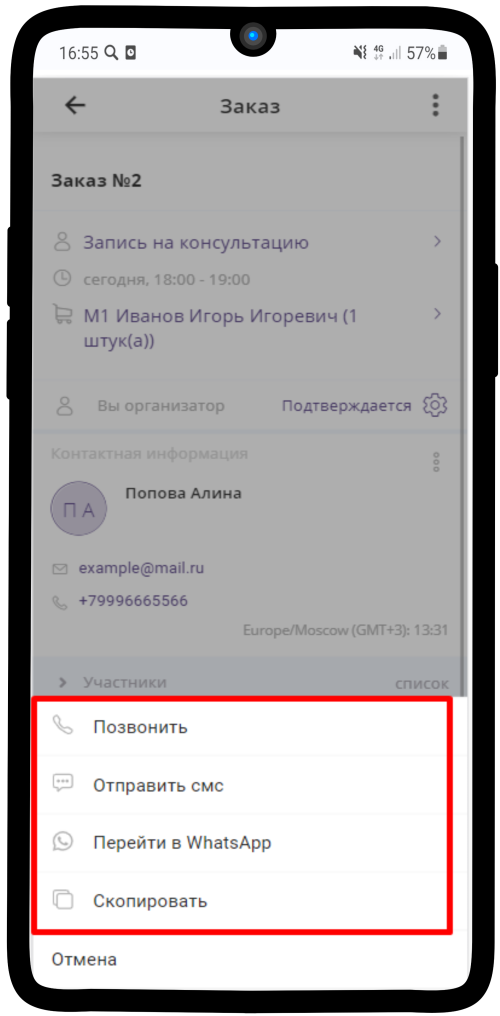 16:55
4G
57%
Заказ
Заказ №2
Запись на консультацию
сегодня, 18:00 - 19:00
М1 Иванов Игорь Игоревич (1
штук(а))
Вы организатор Подтверждается
Контактная информация
П А
Попова Алина
example@mail.ru
+79996665566
Europe/Moscow (GMT+3): 13:31
Участники список
Позвонить
Отправить смс
Перейти в WhatsApp
Скопировать
Отмена